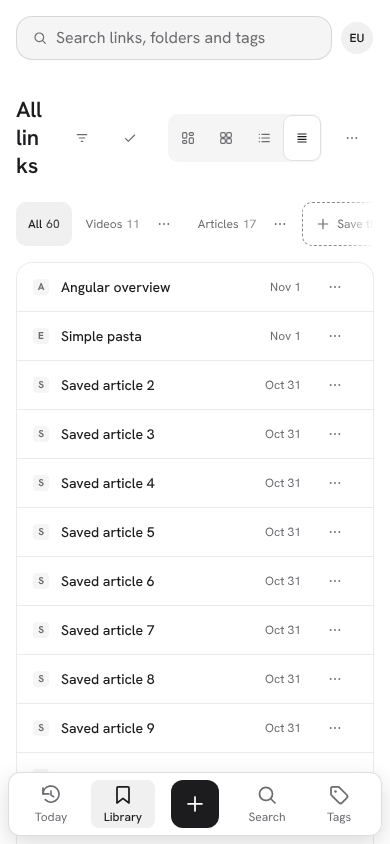 Search links, folders and tags
EU
All
lin
ks
All 60
Videos 11
Articles 17
Save
A Angular overview Nov 1
E Simple pasta Nov 1
S Saved article 2 Oct 31
S Saved article 3 Oct 31
S Saved article 4 Oct 31
S Saved article 5 Oct 31
S Saved article 6 Oct 31
S Saved article 7 Oct 31
S Saved article 8 Oct 31
S Saved article 9 Oct 31
Today
Library
Search
Tags